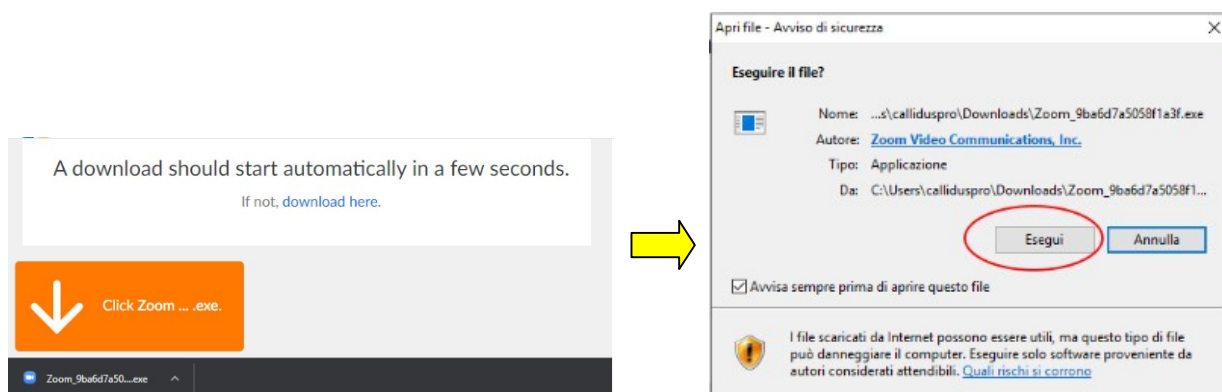 A download should start automatically in a few seconds.
If not, download here.
Click Zoom ... .exe.
Zoom_9ba6d7a50....exe
Apri file - Avviso di sicurezza
Eseguire il file?
Nome: ...s\calliduspro\Downloads\Zoom_9ba6d7a5058f1a3f.exe
Autore: Zoom Video Communications, Inc.
Tipo: Applicazione
Da: C:\Users\calliduspro\Downloads\Zoom_9ba6d7a5058f1...
Esegui Annulla
Avvisa sempre prima di aprire questo file
I file scaricati da Internet possono essere utili, ma questo tipo di file
può danneggiare il computer. Eseguire solo software proveniente da
autori considerati attendibili. Quali rischi si corrono